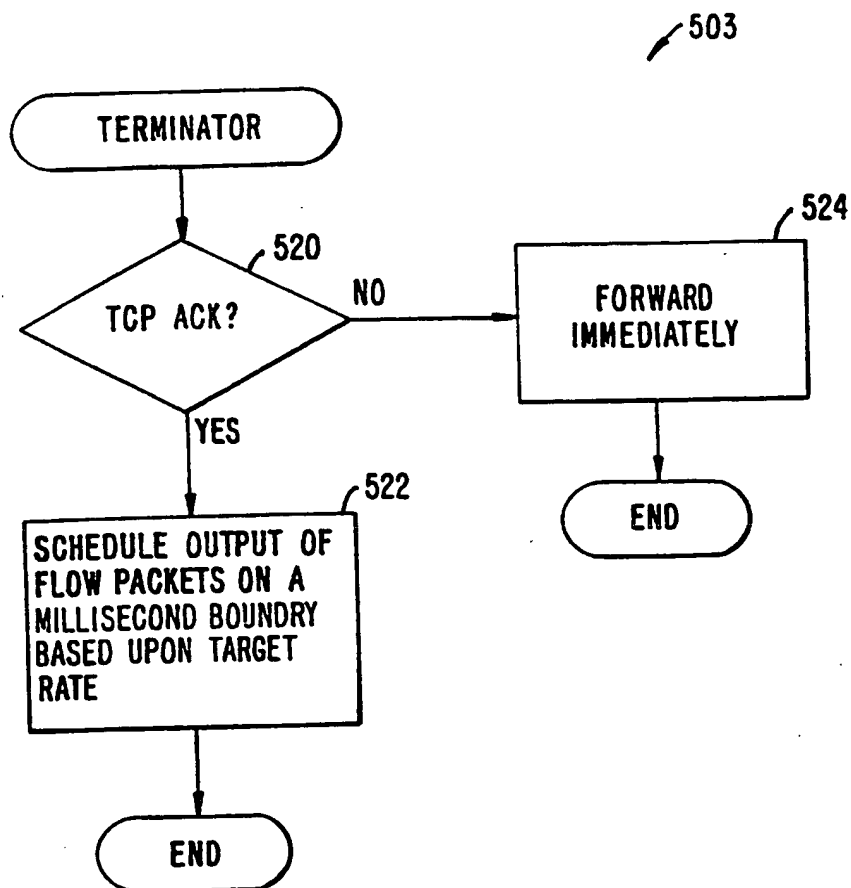 503
TERMINATOR
520
TCP ACK?
NO
524
FORWARD
IMMEDIATELY
END
YES
522
SCHEDULE OUTPUT OF
FLOW PACKETS ON A
MILLISECOND BOUNDRY
BASED UPON TARGET
RATE
END